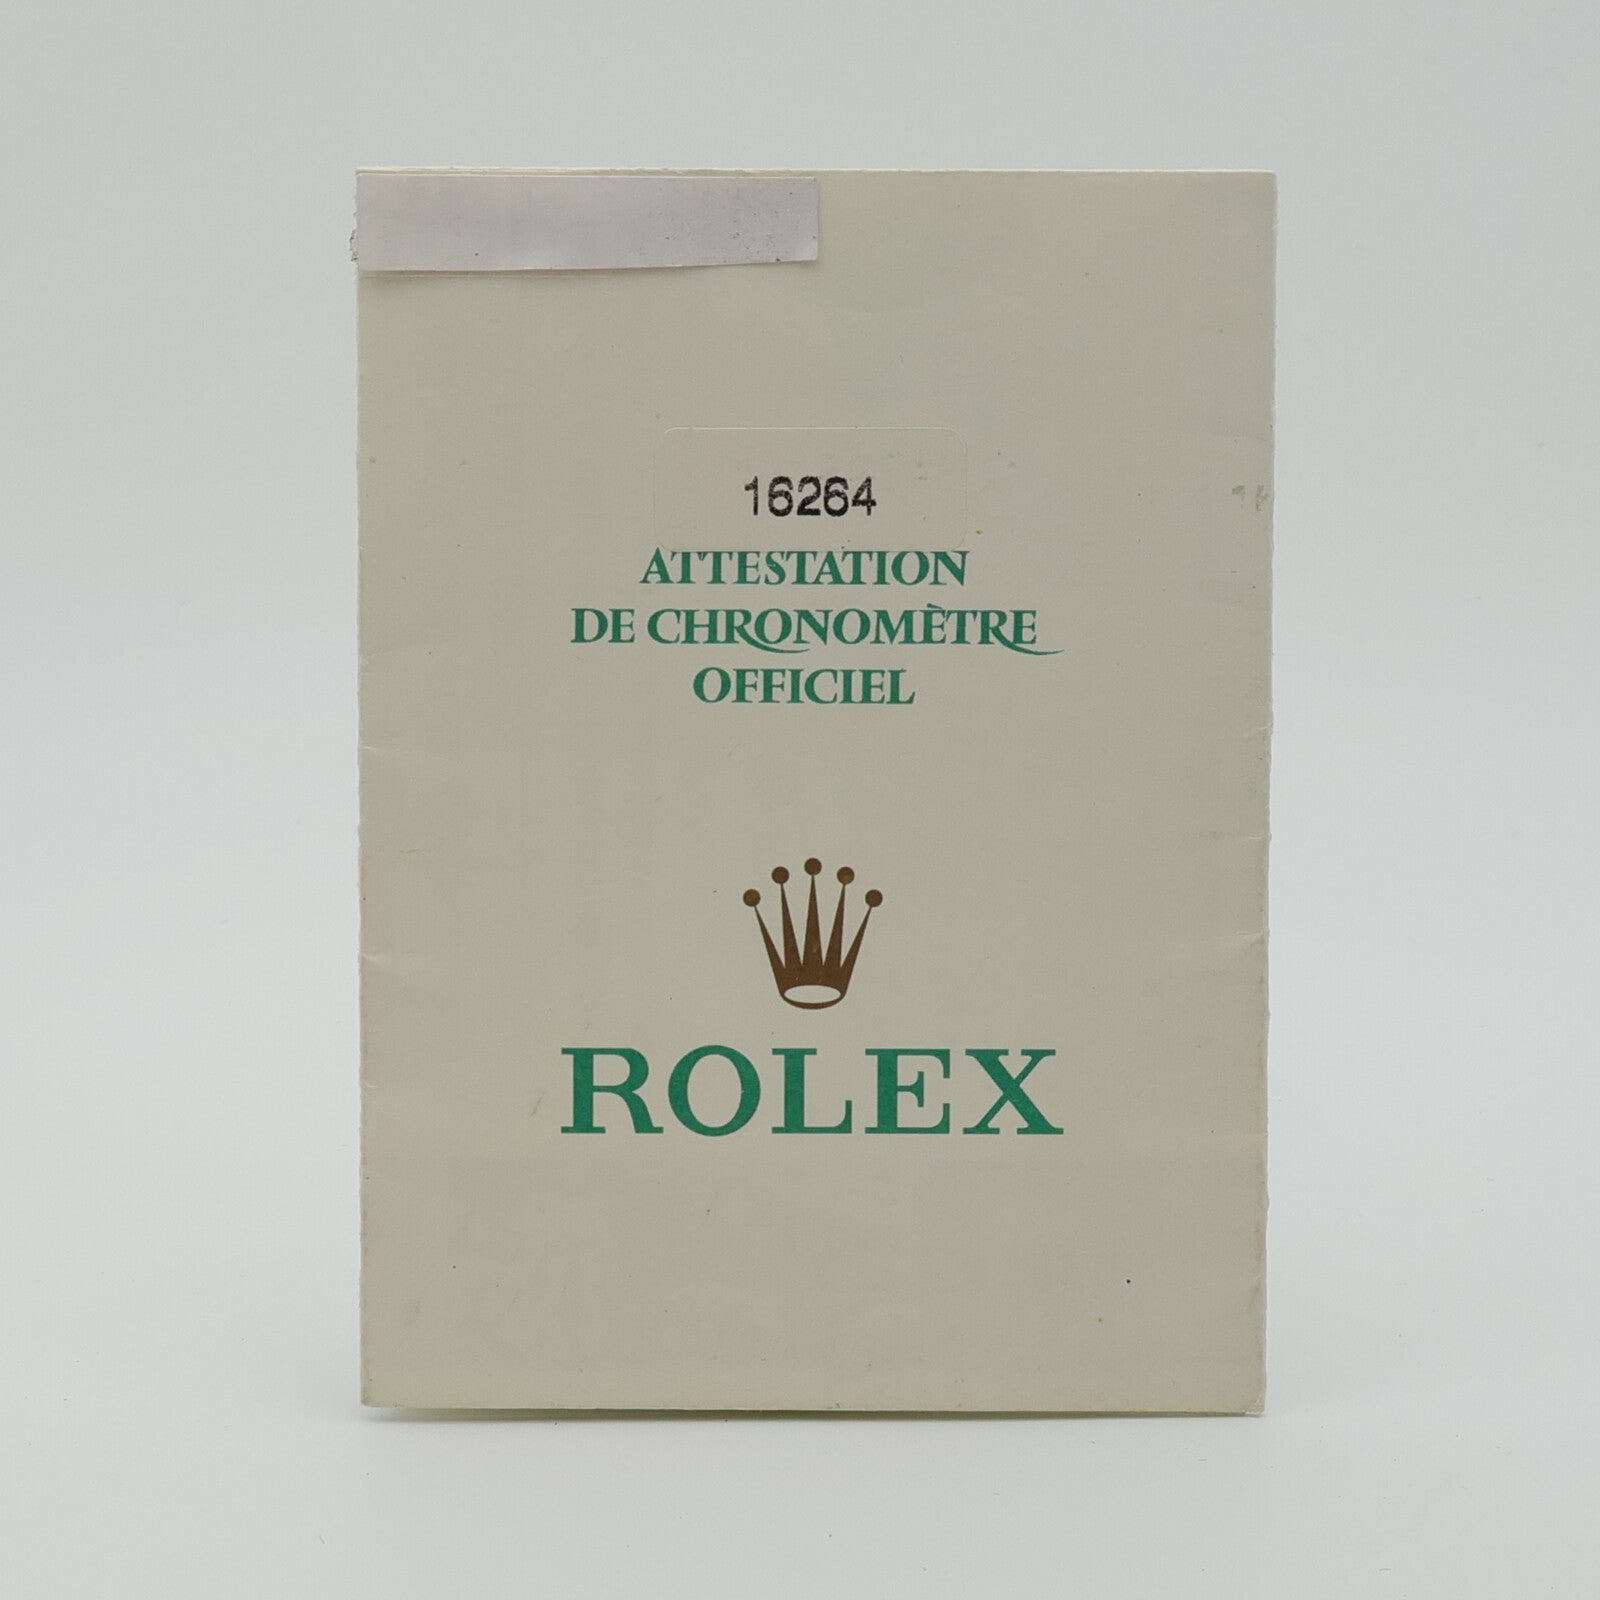 16264
ATTESTATION
DE CHRONOMÈTRE
OFFICIEL
ROLEX